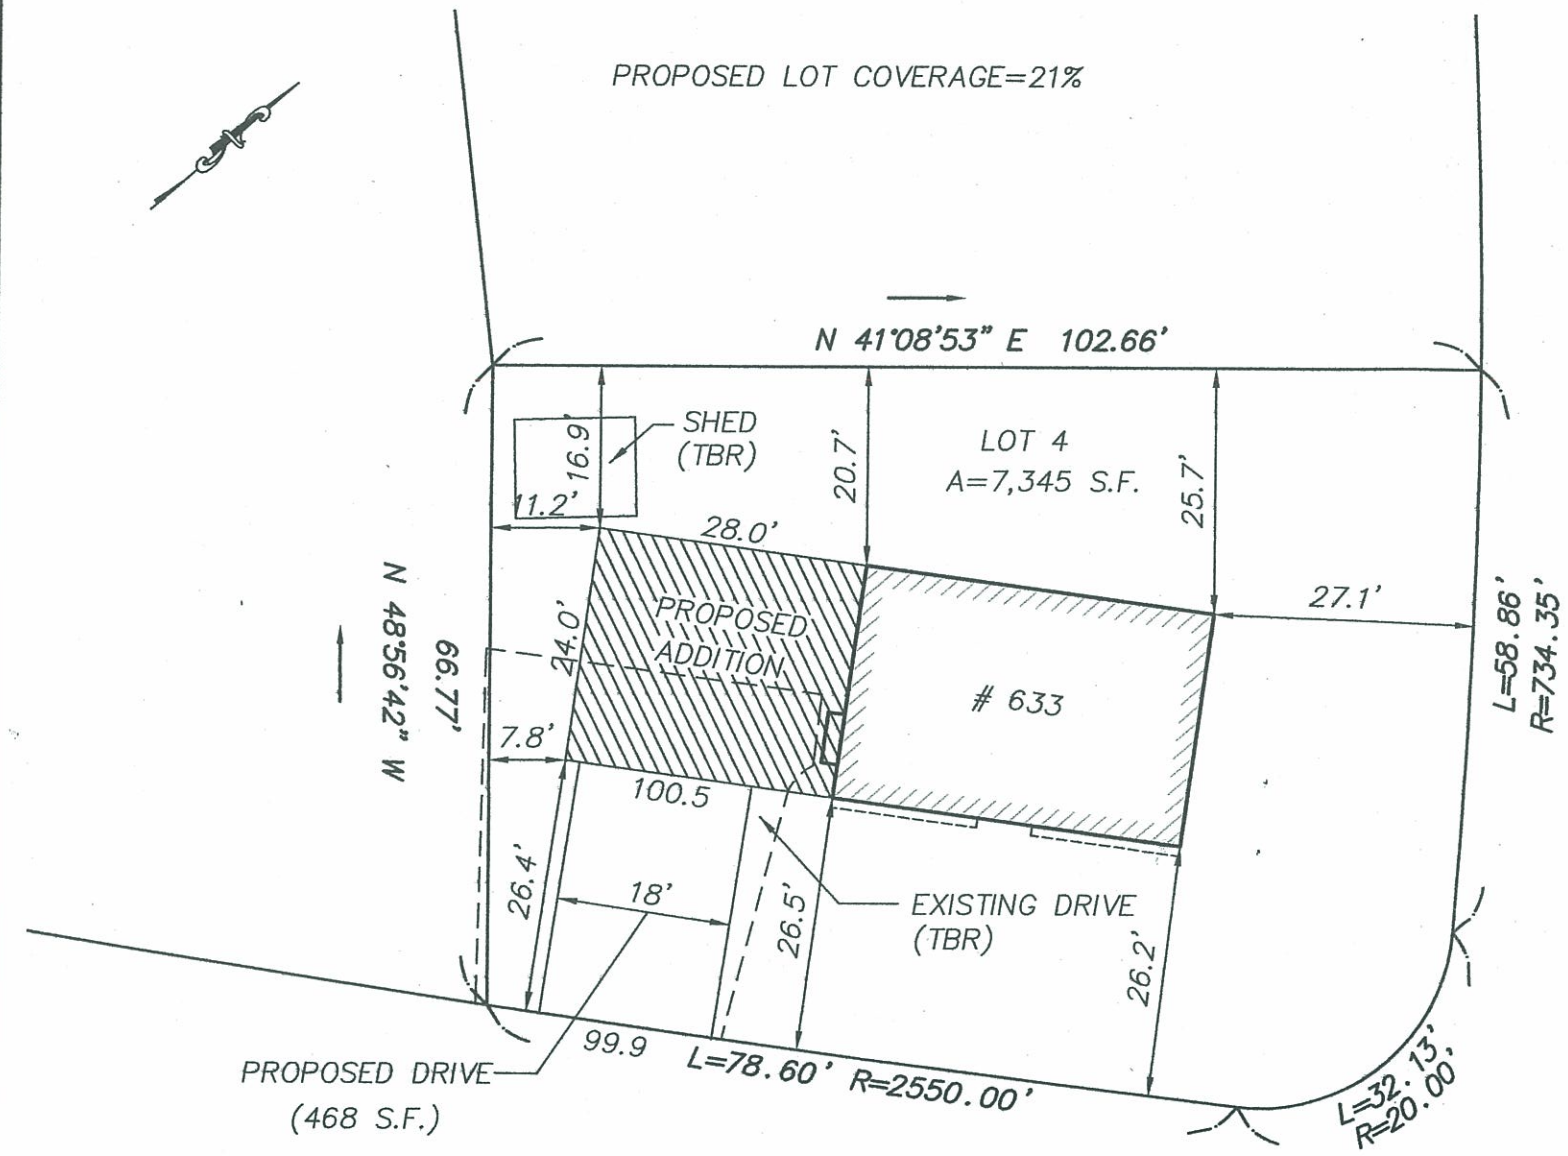 PROPOSED LOT COVERAGE=21%
N 41°08'53" E 102.66'
SHED
(TBR)
16.9'
11.2'
20.7'
LOT 4
A=7,345 S.F.
25.7'
28.0'
27.1'
L=58.86'
R=734.35'
N 48°56'42" W
66.77'
24.0'
PROPOSED
ADDITION
# 633
7.8'
100.5
26.4'
18'
26.5'
EXISTING DRIVE
(TBR)
26.2'
99.9
L=78.60' R=2550.00'
L=32.13'
R=20.00'
PROPOSED DRIVE
(468 S.F.)